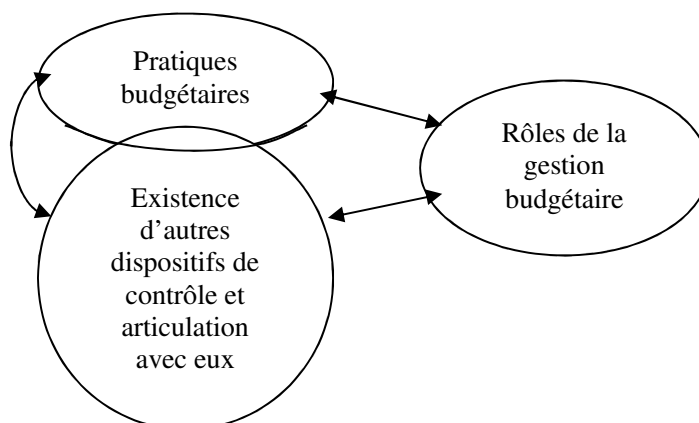 Pratiques
budgétaires
Rôles de la
gestion
budgétaire
Existence
d'autres
dispositifs de
contrôle et
articulation
avec eux